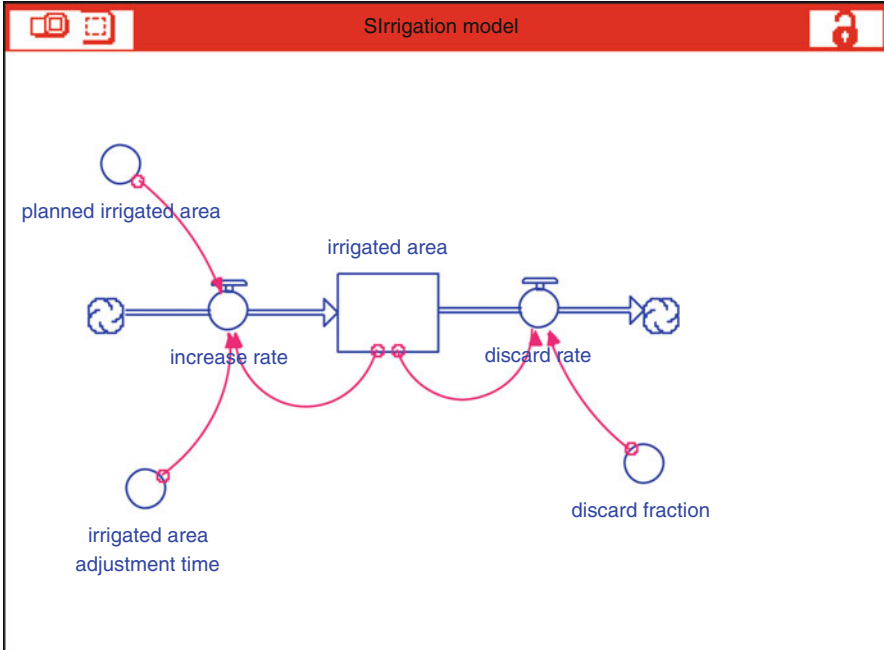 SIrrigation model
planned irrigated area
irrigated area
increase rate
discard rate
discard fraction
irrigated area
adjustment time